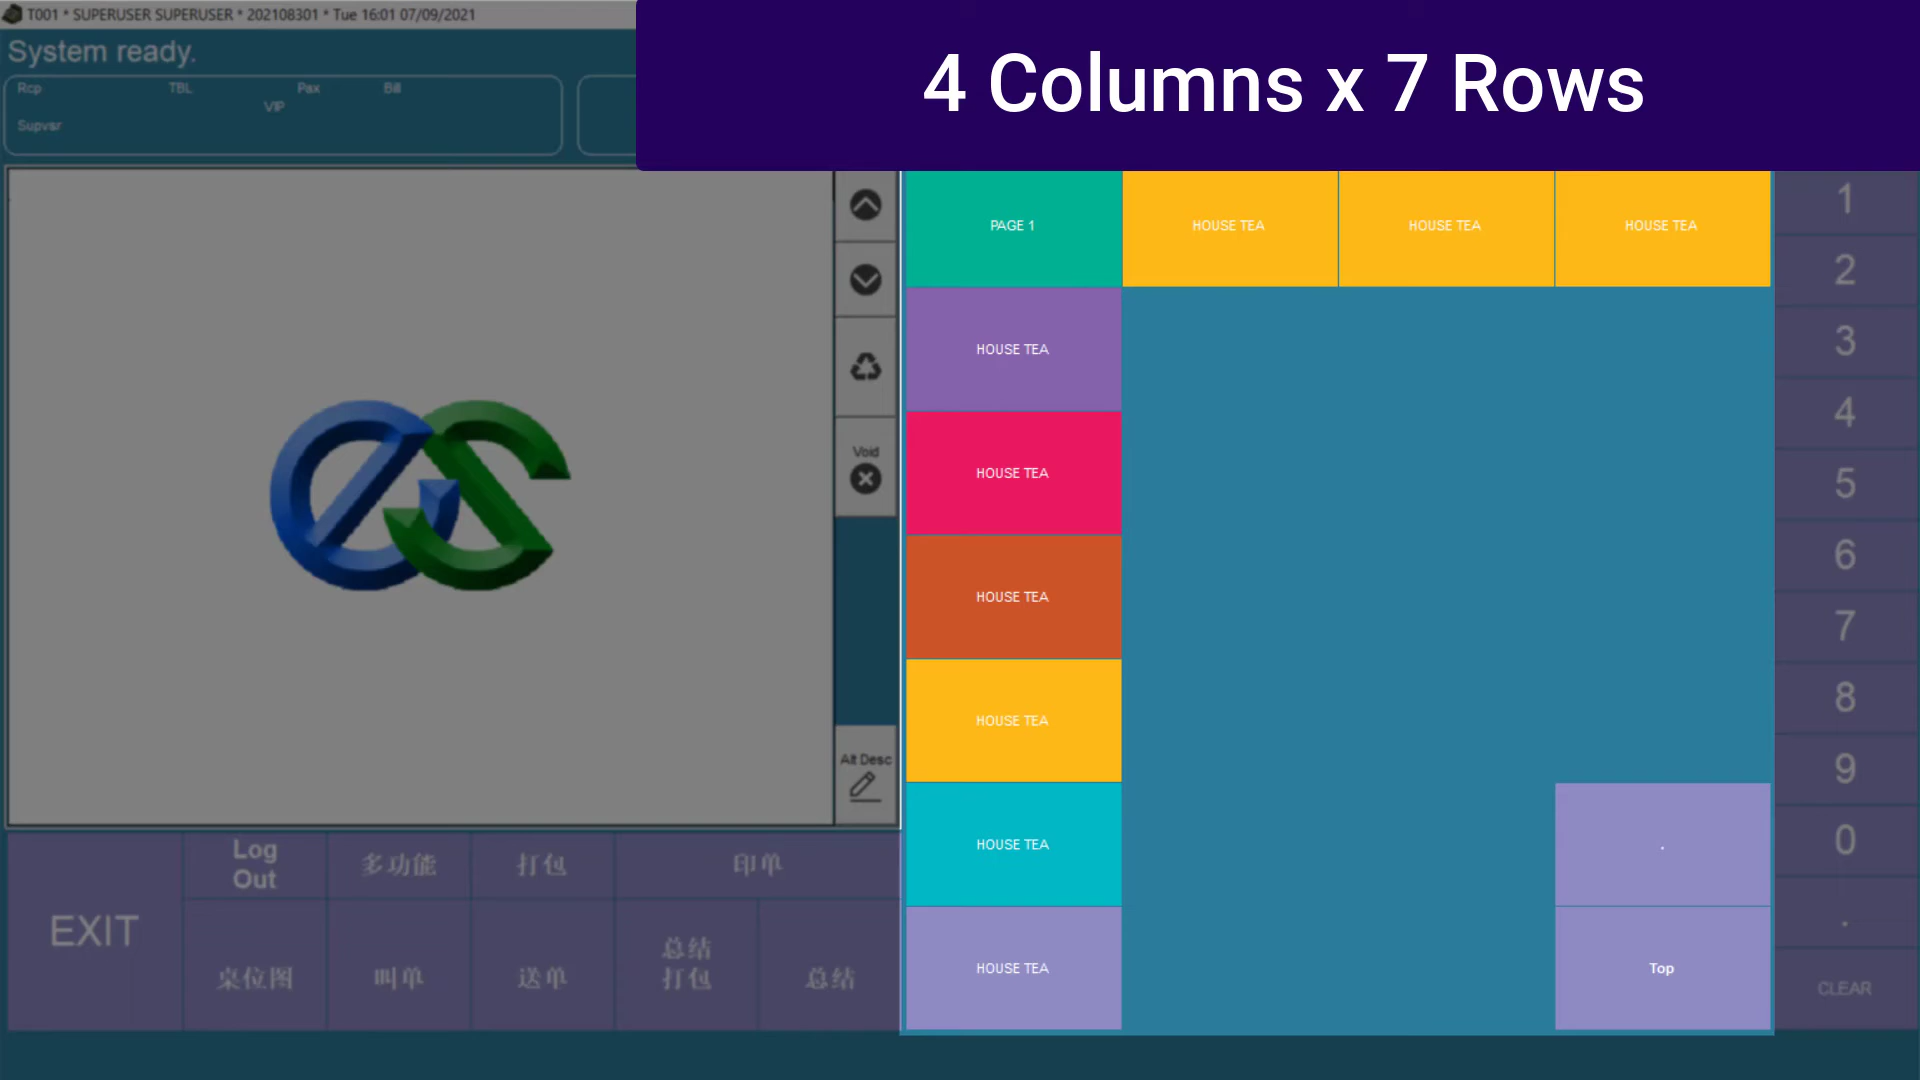 T001 * SUPERUSER SUPERUSER * 202108301 * Tue 16:01 07/09/2021
System ready.
4 Columns x 7 Rows
Rcp TBL Pax Bill
VIP
Supvsr
PAGE 1 HOUSE TEA HOUSE TEA HOUSE TEA
HOUSE TEA
HOUSE TEA
HOUSE TEA
HOUSE TEA
HOUSE TEA .
HOUSE TEA Top
Void
Alt Desc
1
2
3
4
5
6
7
8
9
0
.
CLEAR
EXIT
Log
Out
多功能
打包
印单
桌位图
叫单
送单
总结
打包
总结